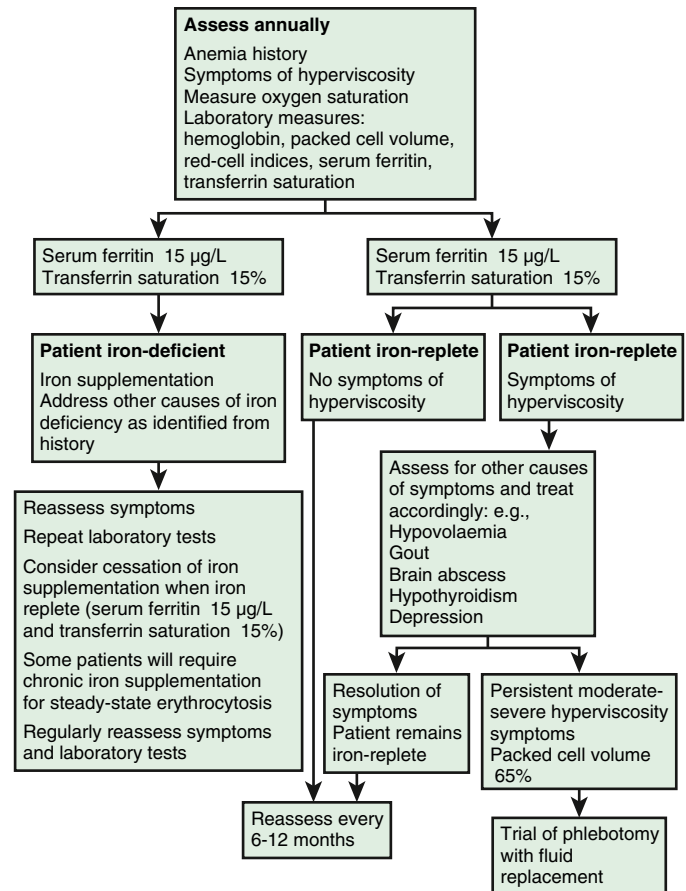 Assess annually
Anemia history
Symptoms of hyperviscosity
Measure oxygen saturation
Laboratory measures:
hemoglobin, packed cell volume,
red-cell indices, serum ferritin,
transferrin saturation
Serum ferritin 15 µg/L
Transferrin saturation 15%
Serum ferritin 15 µg/L
Transferrin saturation 15%
Patient iron-deficient
Iron supplementation
Address other causes of iron
deficiency as identified from
history
Patient iron-replete
No symptoms of
hyperviscosity
Patient iron-replete
Symptoms of
hyperviscosity
Reassess symptoms
Repeat laboratory tests
Consider cessation of iron
supplementation when iron
replete (serum ferritin 15 µg/L
and transferrin saturation 15%)
Some patients will require
chronic iron supplementation
for steady-state erythrocytosis
Regularly reassess symptoms
and laboratory tests
Assess for other causes
of symptoms and treat
accordingly: e.g.,
Hypovolaemia
Gout
Brain abscess
Hypothyroidism
Depression
Resolution of
symptoms
Patient remains
iron-replete
Persistent moderate-
severe hyperviscosity
symptoms
Packed cell volume
65%
Reassess every
6-12 months
Trial of phlebotomy
with fluid
replacement